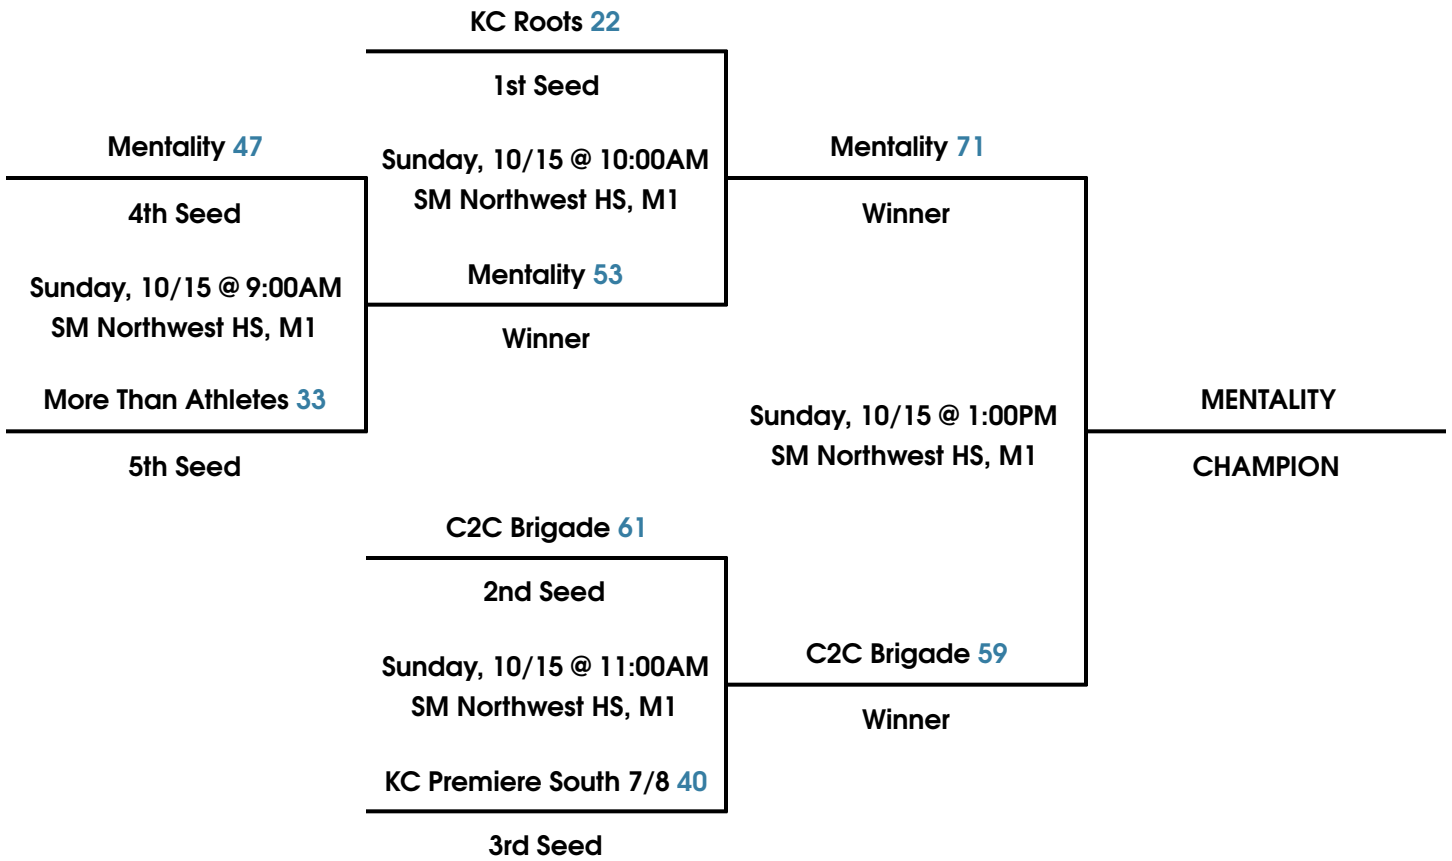 KC Roots 22
1st Seed
Sunday, 10/15 @ 10:00AM
SM Northwest HS, M1
Mentality 53
Winner
Mentality 47
4th Seed
Sunday, 10/15 @ 9:00AM
SM Northwest HS, M1
More Than Athletes 33
5th Seed
Mentality 71
Winner
Sunday, 10/15 @ 1:00PM
SM Northwest HS, M1
C2C Brigade 59
Winner
MENTALITY
CHAMPION
C2C Brigade 61
2nd Seed
Sunday, 10/15 @ 11:00AM
SM Northwest HS, M1
KC Premiere South 7/8 40
3rd Seed